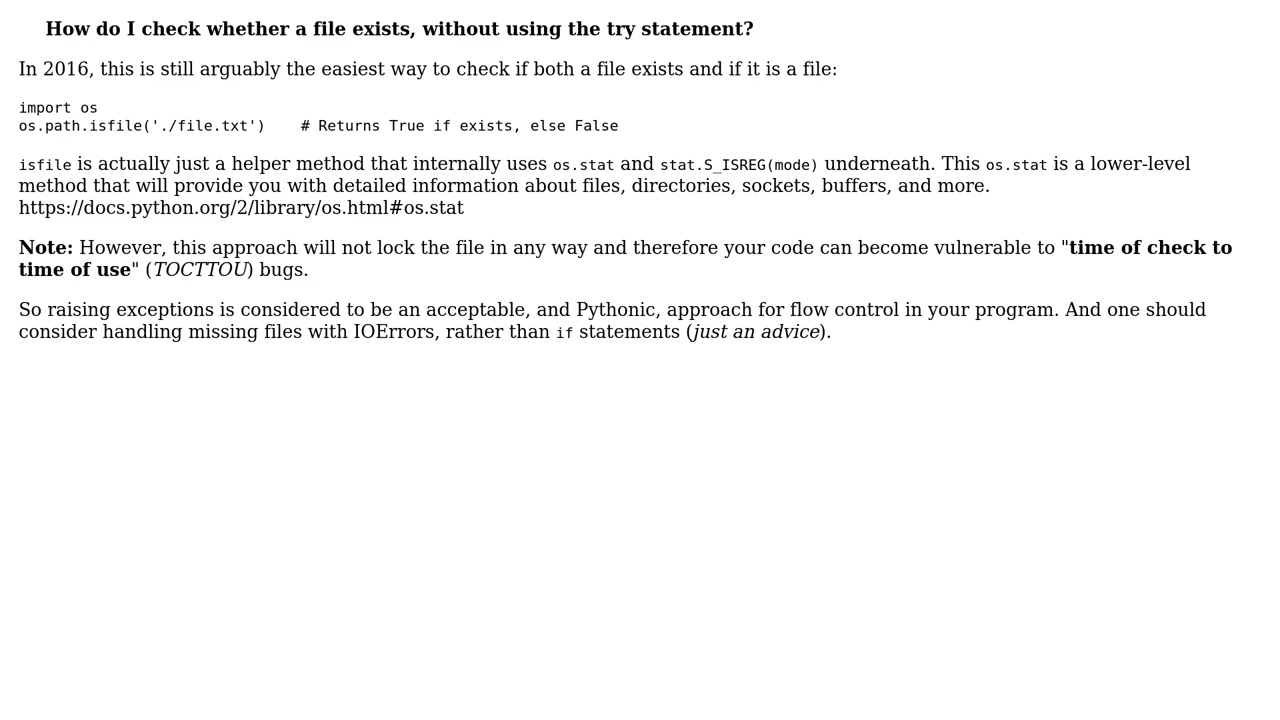 How do I check whether a file exists, without using the try statement?
In 2016, this is still arguably the easiest way to check if both a file exists and if it is a file:
import os
os.path.isfile('./file.txt')    # Returns True if exists, else False
isfile is actually just a helper method that internally uses os.stat and stat.S_ISREG(mode) underneath. This os.stat is a lower-level
method that will provide you with detailed information about files, directories, sockets, buffers, and more.
https://docs.python.org/2/library/os.html#os.stat
Note: However, this approach will not lock the file in any way and therefore your code can become vulnerable to "time of check to
time of use" (TOCTTOU) bugs.
So raising exceptions is considered to be an acceptable, and Pythonic, approach for flow control in your program. And one should
consider handling missing files with IOErrors, rather than if statements (just an advice).